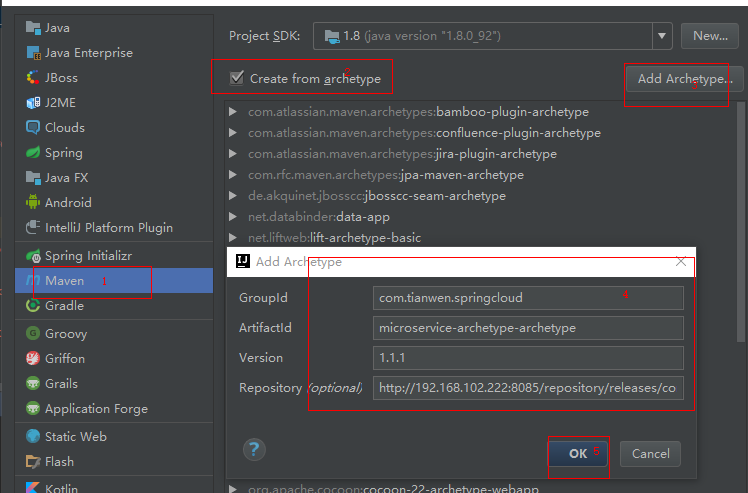 Java
Java Enterprise
JBoss
J2ME
Clouds
Spring
Java FX
Android
IntelliJ Platform Plugin
Spring Initializr
Maven
1
Gradle
Groovy
Griffon
Grails
Application Forge
Static Web
Flash
Kotlin
Project SDK:
1.8 (java version "1.8.0_92")
New...
Create from archetype
Add Archetype...
com.atlassian.maven.archetypes:bamboo-plugin-archetype
com.atlassian.maven.archetypes:confluence-plugin-archetype
com.atlassian.maven.archetypes:jira-plugin-archetype
com.rfc.maven.archetypes:jpa-maven-archetype
de.akquinet.jbosscc:jbosscc-seam-archetype
net.databinder:data-app
net.liftweb:lift-archetype-basic
Add Archetype
GroupId
com.tianwen.springcloud
ArtifactId
microservice-archetype-archetype
Version
1.1.1
Repository (optional)
http://192.168.102.222:8085/repository/releases/co
?
OK
5
Cancel
org.apache.cocoon:cocoon-22-archetype-webapp